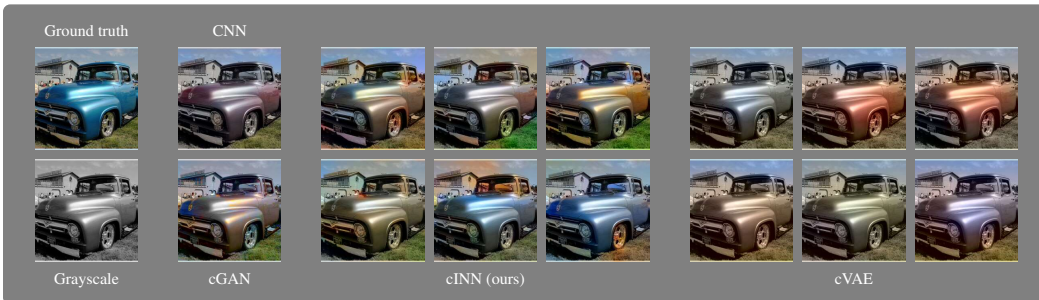 Ground truth
CNN
Grayscale
cGAN
cINN (ours)
cVAE